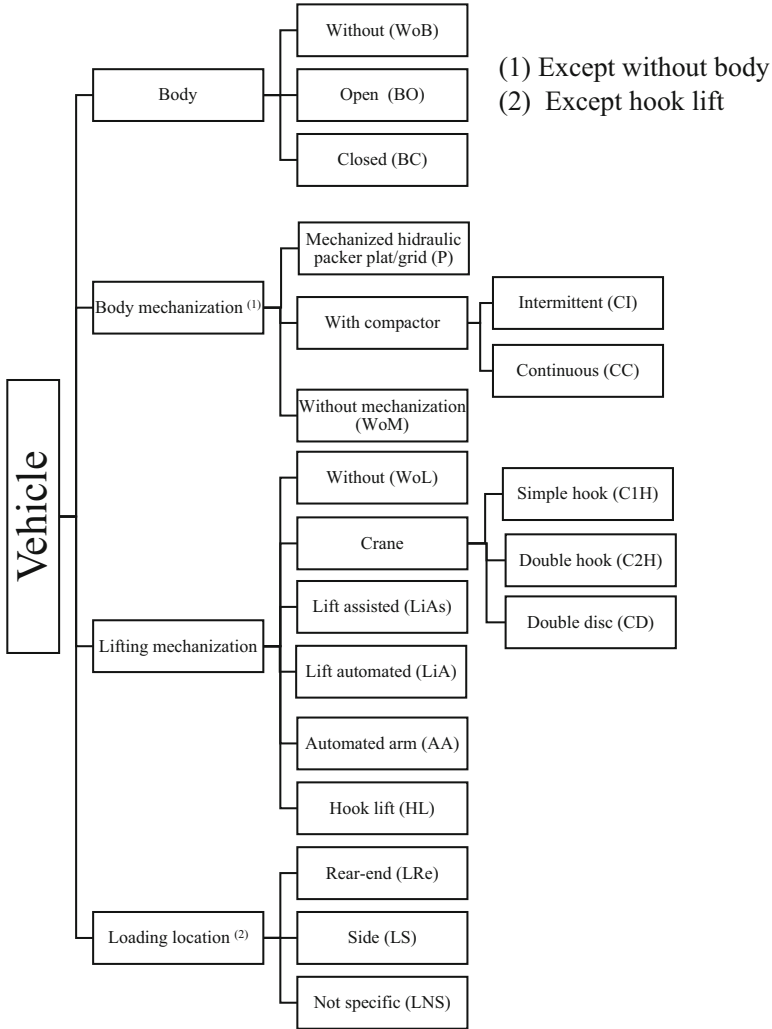 Vehicle
Body
Without (WoB)
Open (BO)
Closed (BC)
(1) Except without body
(2) Except hook lift
Body mechanization (1)
Mechanized hidraulic
packer plat/grid (P)
With compactor
Intermittent (CI)
Continuous (CC)
Without mechanization
(WoM)
Lifting mechanization
Without (WoL)
Crane
Simple hook (C1H)
Double hook (C2H)
Double disc (CD)
Lift assisted (LiAs)
Lift automated (LiA)
Automated arm (AA)
Hook lift (HL)
Loading location (2)
Rear-end (LRe)
Side (LS)
Not specific (LNS)